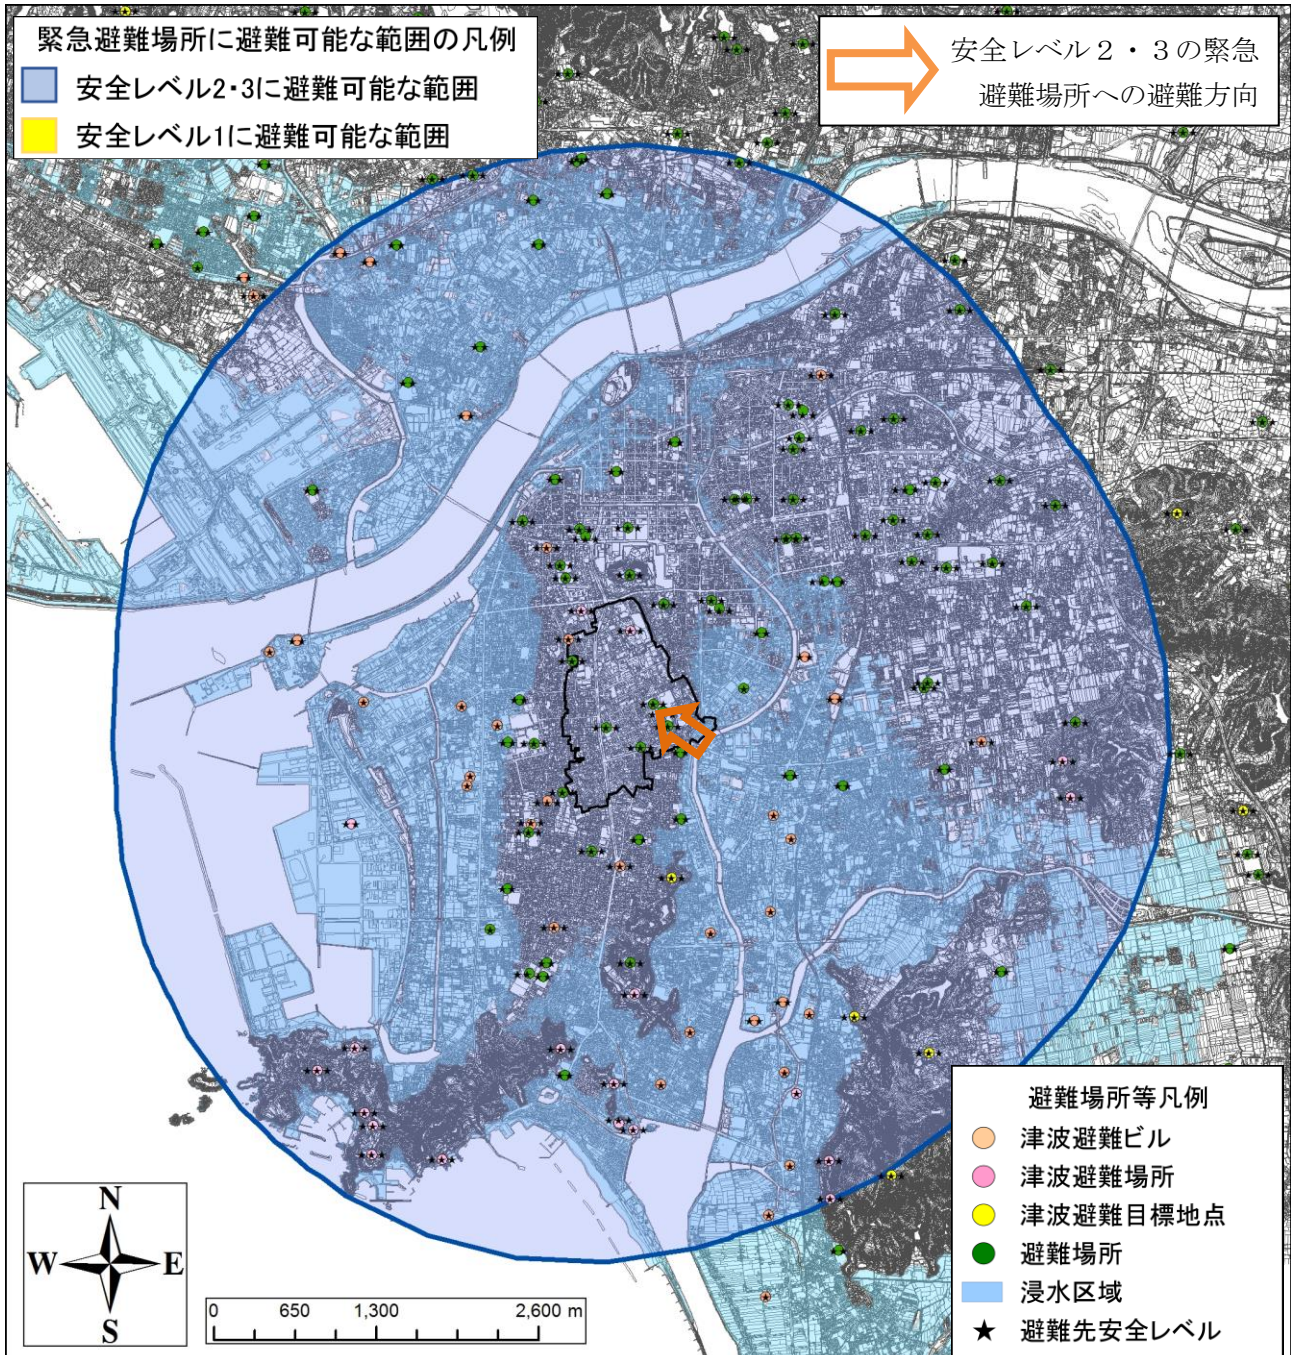 緊急避難場所に避難可能な範囲の凡例
安全レベル2・3に避難可能な範囲
安全レベル1に避難可能な範囲
安全レベル２・３の緊急
避難場所への避難方向
避難場所等凡例
津波避難ビル
津波避難場所
津波避難目標地点
避難場所
浸水区域
★ 避難先安全レベル
N
W E
S
0 650 1,300 2,600 m